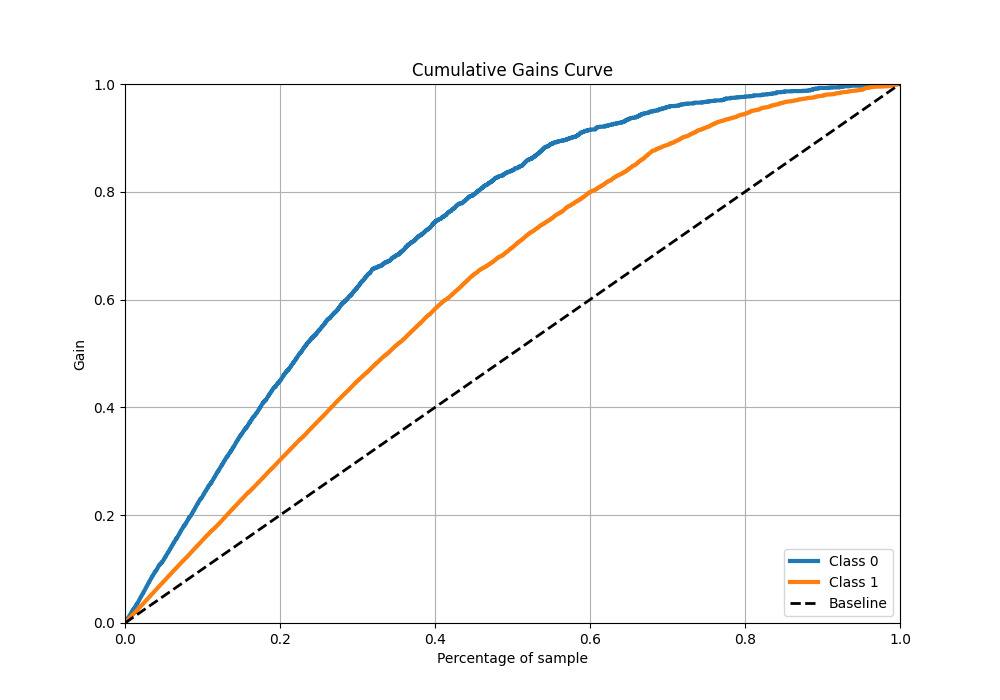 Cumulative Gains Curve
1.0
0.8
0.6
0.4
0.2
0.0
Gain
0.0 0.2 0.4 0.6 0.8 1.0
Percentage of sample
Class 0
Class 1
Baseline